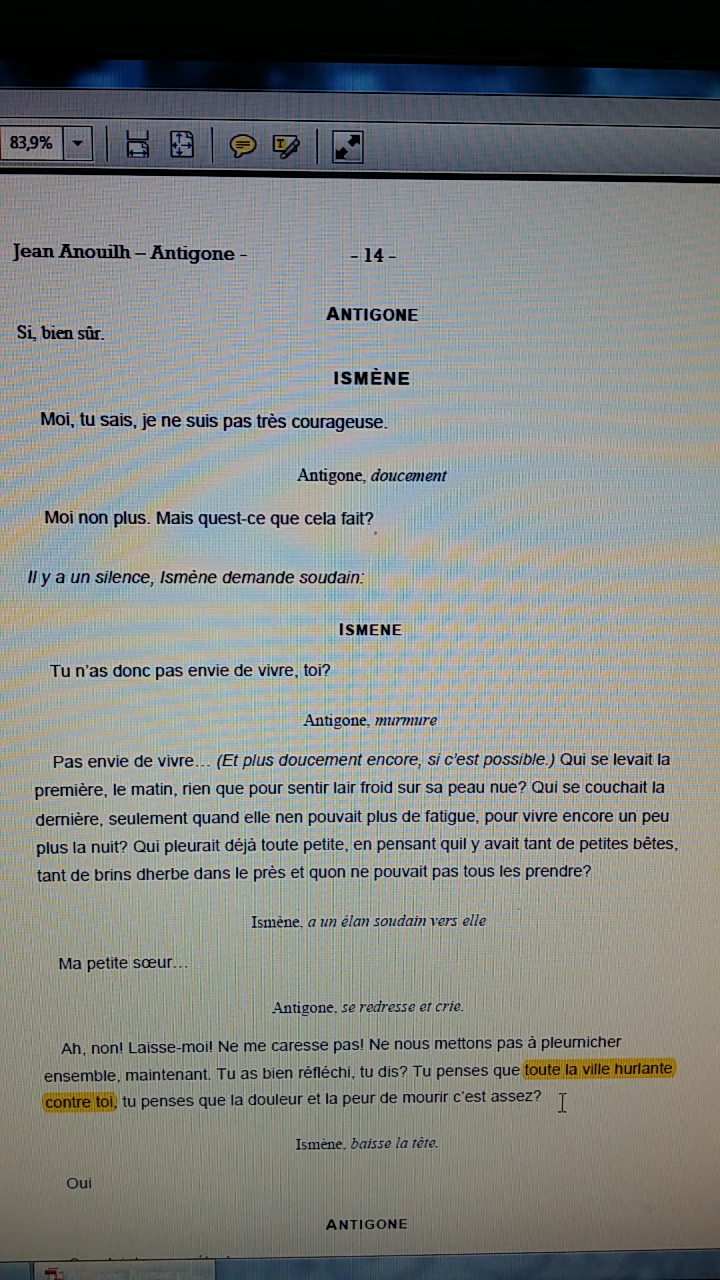 83,9%
Jean Anouilh – Antigone - - 14 -
ANTIGONE
Si, bien sûr.
ISMÈNE
Moi, tu sais, je ne suis pas très courageuse.
Antigone, doucement
Moi non plus. Mais quest-ce que cela fait?
Il y a un silence, Ismène demande soudain:
ISMENE
Tu n'as donc pas envie de vivre, toi?
Antigone, murmure
Pas envie de vivre… (Et plus doucement encore, si c'est possible.) Qui se levait la
première, le matin, rien que pour sentir lair froid sur sa peau nue? Qui se couchait la
dernière, seulement quand elle nen pouvait plus de fatigue, pour vivre encore un peu
plus la nuit? Qui pleurait déjà toute petite, en pensant quil y avait tant de petites bêtes,
tant de brins dherbe dans le près et quon ne pouvait pas tous les prendre?
Ismène, a un élan soudain vers elle
Ma petite sœur…
Antigone, se redresse et crie.
Ah, non! Laisse-moi! Ne me caresse pas! Ne nous mettons pas à pleurnicher
ensemble, maintenant. Tu as bien réfléchi, tu dis? Tu penses que toute la ville hurlante
contre toi, tu penses que la douleur et la peur de mourir c'est assez?
Ismène, baisse la tête.
Oui
ANTIGONE